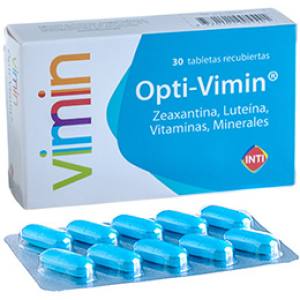 vimin
30 tabletas recubiertas
Opti-Vimin®
Zeaxantina, Luteína,
Vitaminas, Minerales
INTI